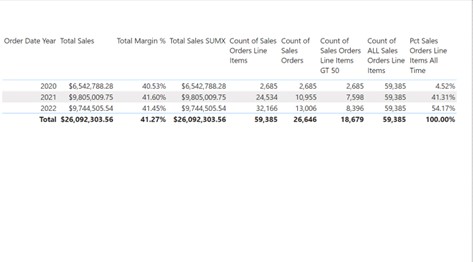 Order Date Year Total Sales Total Margin % Total Sales SUMX Count of Sales Count of Count of Count of Pct Sales
Orders Line Sales Sales Orders ALL Sales Orders Line
Items Orders Line Items Orders Line Items All
GT 50 Items Time
2020 $6,542,788.28 40.53% $6,542,788.28 2,685 2,685 2,685 59,385 4.52%
2021 $9,805,009.75 41.60% $9,805,009.75 24,534 10,955 7,598 59,385 41.31%
2022 $9,744,505.54 41.45% $9,744,505.54 32,166 13,006 8,396 59,385 54.17%
Total $26,092,303.56 41.27% $26,092,303.56 59,385 26,646 18,679 59,385 100.00%